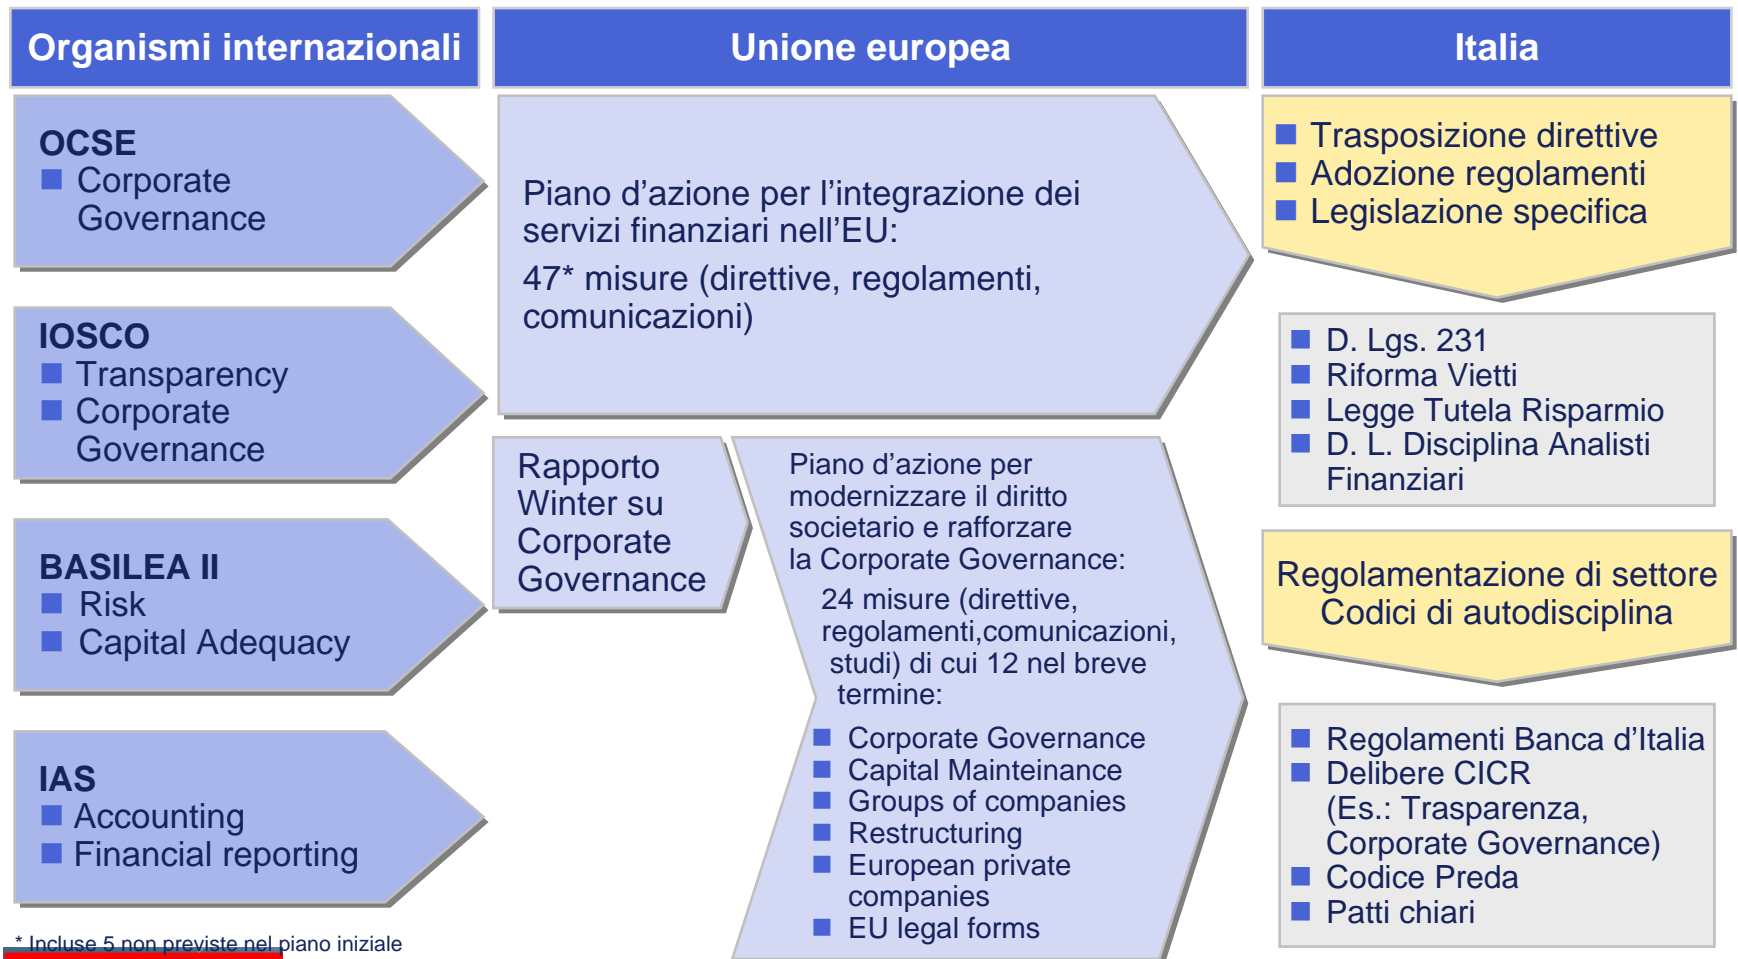 Organismi internazionali
OCSE
Corporate
Governance
IOSCO
Transparency
Corporate
Governance
BASILEA II
Risk
Capital Adequacy
IAS
Accounting
Financial reporting
* Incluse 5 non previste nel piano iniziale
Unione europea
Piano d’azione per l’integrazione dei
servizi finanziari nell’EU:
47* misure (direttive, regolamenti,
comunicazioni)
Rapporto
Winter su
Corporate
Governance
Piano d’azione per
modernizzare il diritto
societario e rafforzare
la Corporate Governance:
24 misure (direttive,
regolamenti,comunicazioni,
studi) di cui 12 nel breve
termine:
Corporate Governance
Capital Mainteinance
Groups of companies
Restructuring
European private
companies
EU legal forms
Italia
Trasposizione direttive
Adozione regolamenti
Legislazione specifica
D. Lgs. 231
Riforma Vietti
Legge Tutela Risparmio
D. L. Disciplina Analisti
Finanziari
Regolamentazione di settore
Codici di autodisciplina
Regolamenti Banca d’Italia
Delibere CICR
(Es.: Trasparenza,
Corporate Governance)
Codice Preda
Patti chiari